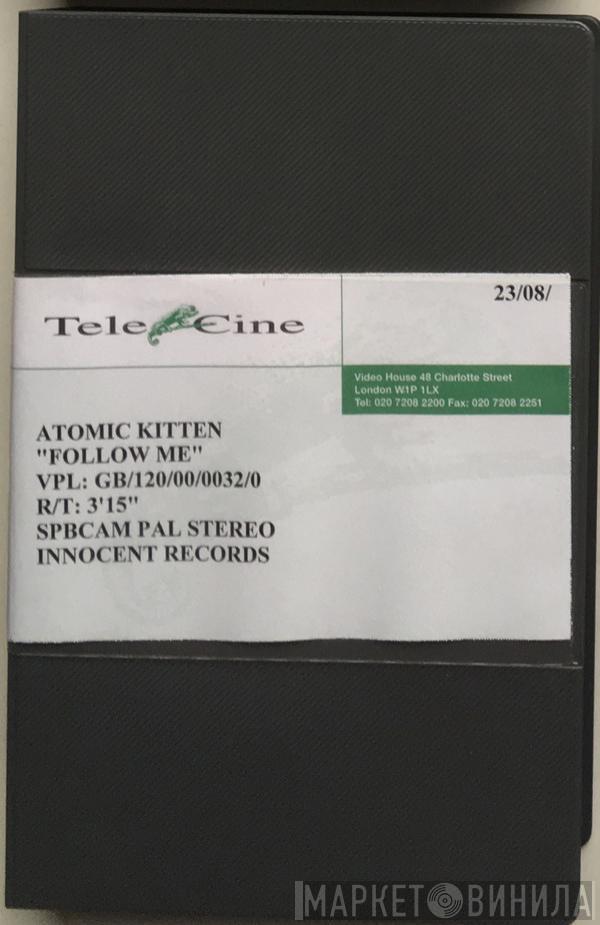 Tele Cine
23/08/
Video House 48 Charlotte Street
London W1P 1LX
Tel: 020 7208 2200 Fax: 020 7208 2251
ATOMIC KITTEN
"FOLLOW ME"
VPL: GB/120/00/0032/0
R/T: 3'15"
SPBCAM PAL STEREO
INNOCENT RECORDS
МАРКЕТ ВИНИЛА